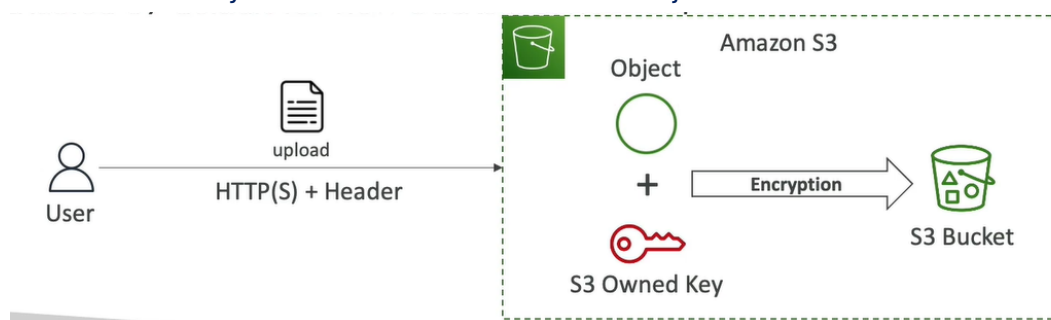 Amazon S3
Object
upload
HTTP(S) + Header
User
+
Encryption
S3 Bucket
S3 Owned Key